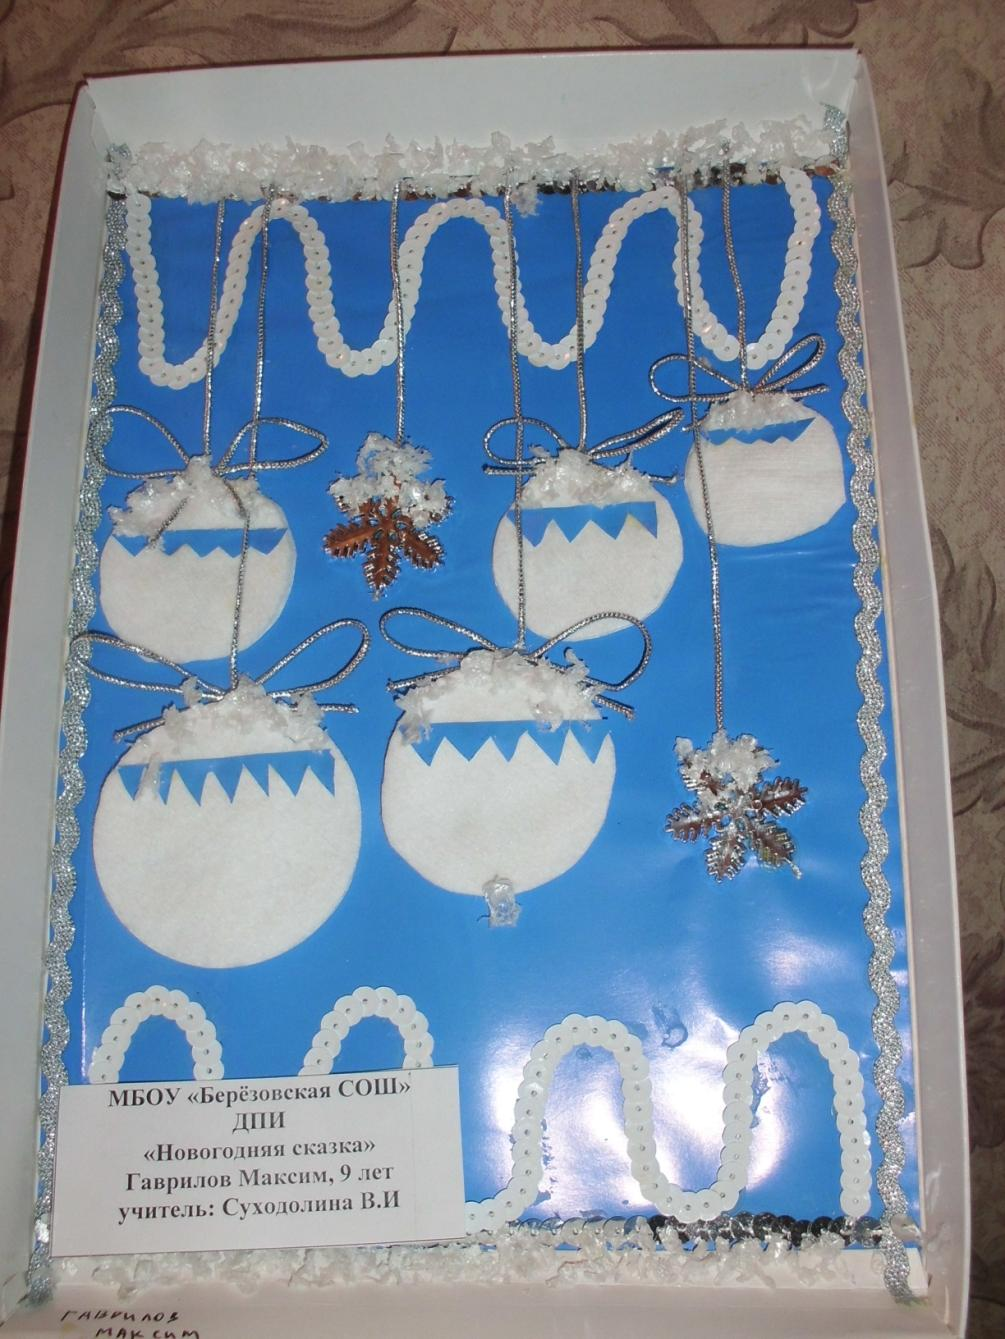 МБОУ «Берёзовская СОШ»
ДПИ
«Новогодняя сказка»
Гаврилов Максим, 9 лет
учитель: Суходолина В.И
ГАВРИЛОВ
МАКСИМ